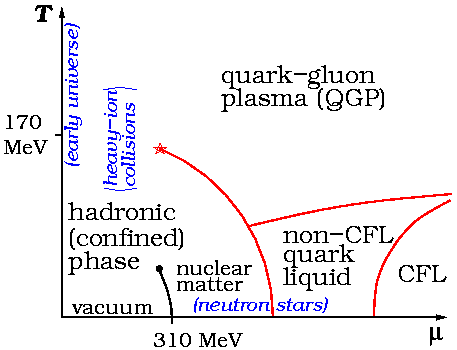 T
(early universe)
heavy-ion
collisions
quark-gluon
plasma (QGP)
170
MeV
hadronic
(confined)
phase
non-CFL
quark
liquid
nuclear
matter
CFL
(neutron stars)
vacuum
310 MeV
μ